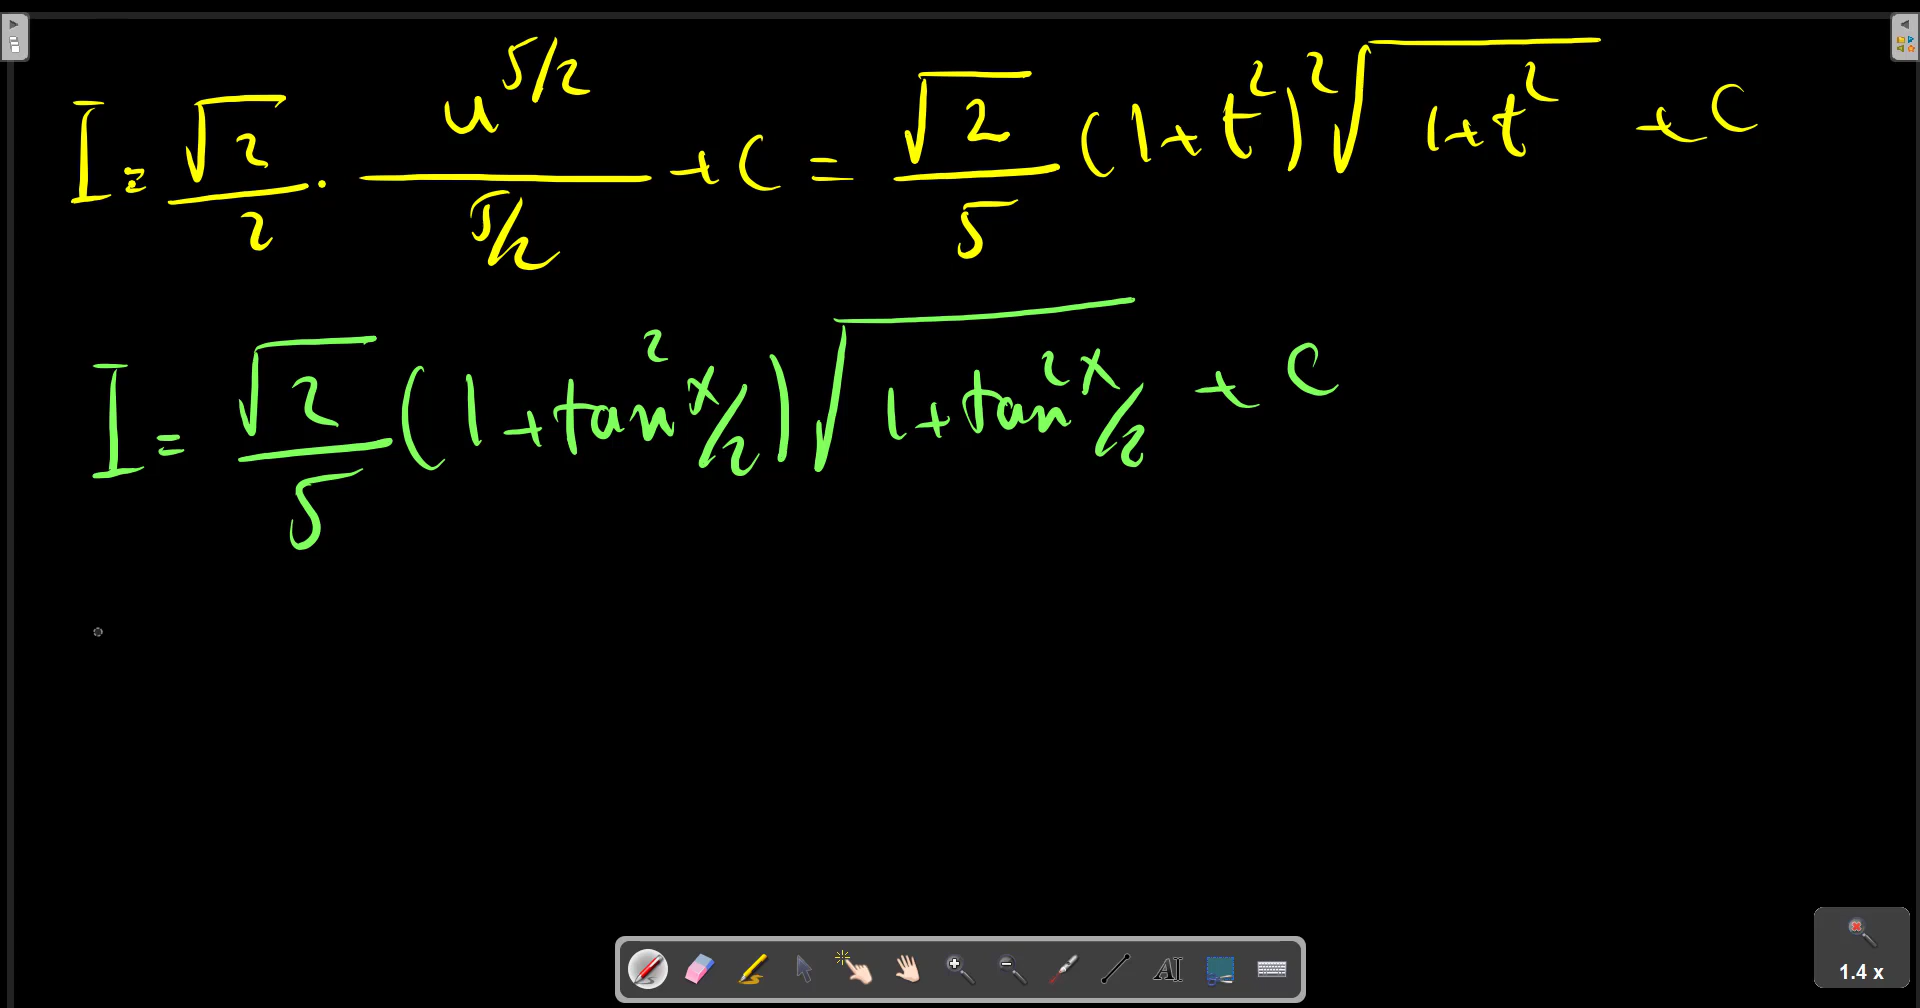 I = √2/2 · u^(5/2)/(5/2) + C = √2/5 (1+t²)² √(1+t²) + C
I = √2/5 (1+tan² x/2) √(1+tan² x/2) + C
AI
1.4 x